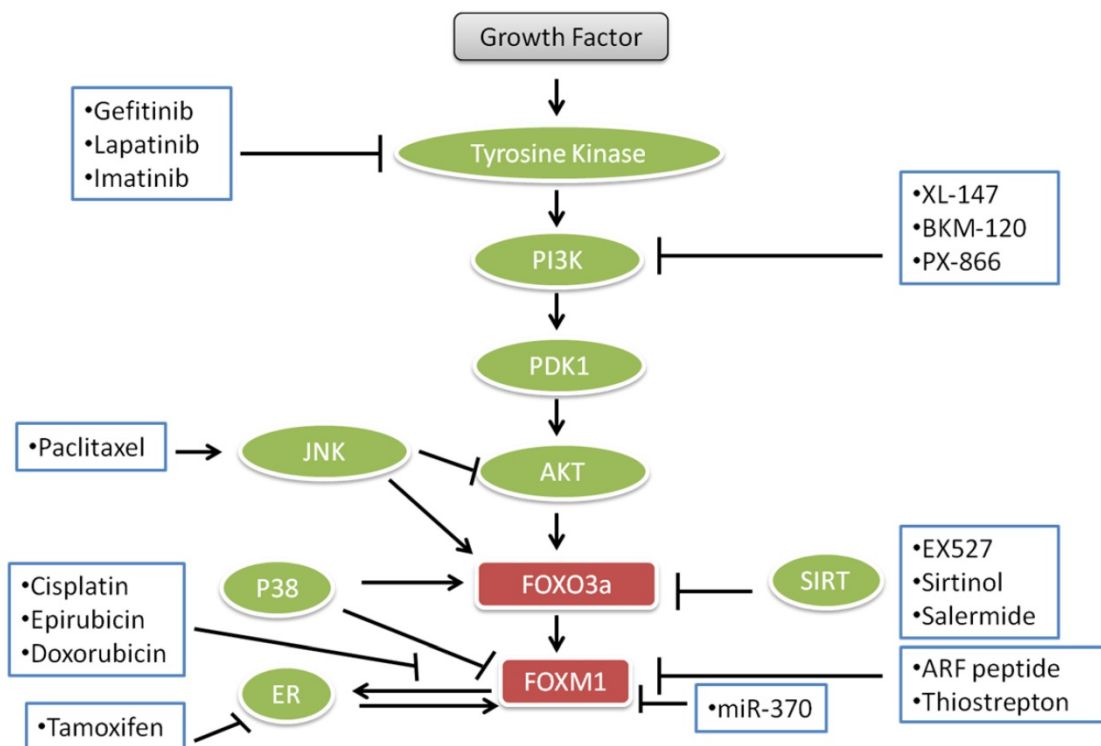 Growth Factor
•Gefitinib
•Lapatinib
•Imatinib
Tyrosine Kinase
•XL-147
•BKM-120
•PX-866
PI3K
PDK1
•Paclitaxel
JNK
AKT
•Cisplatin
•Epirubicin
•Doxorubicin
P38
FOXO3a
SIRT
•EX527
•Sirtinol
•Salermide
ER
FOXM1
•miR-370
•ARF peptide
•Thiostrepton
•Tamoxifen